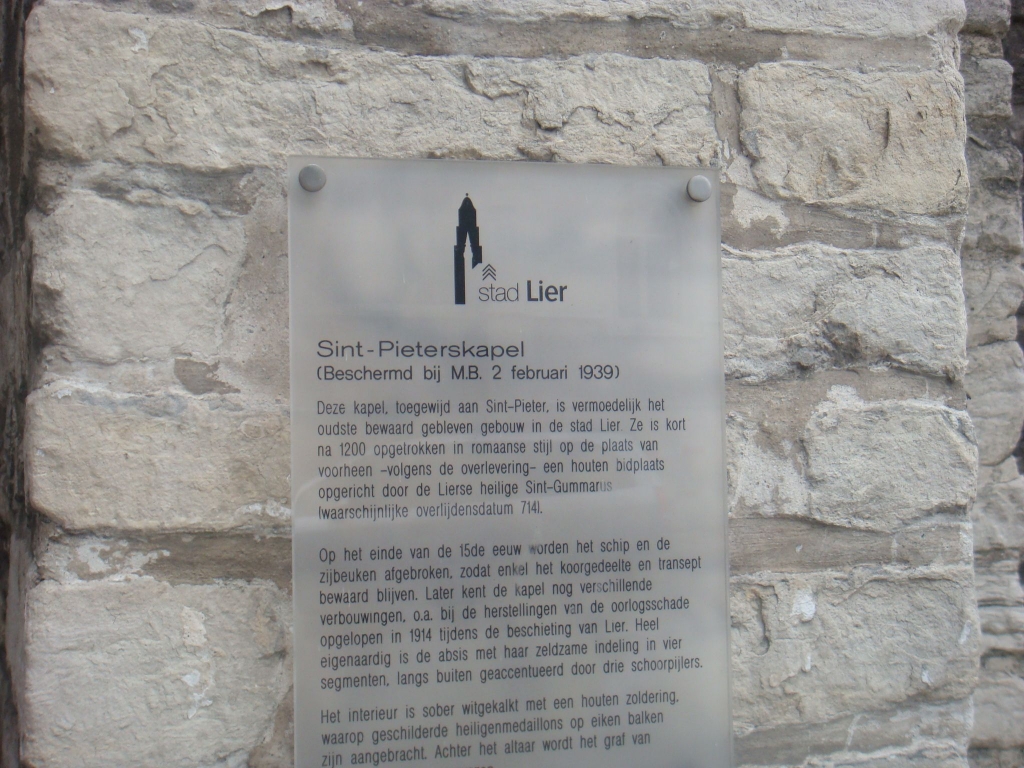 stad Lier
Sint-Pieterskapel
(Beschermd bij M.B. 2 februari 1939)
Deze kapel, toegewijd aan Sint-Pieter, is vermoedelijk het
oudste bewaard gebleven gebouw in de stad Lier. Ze is kort
na 1200 opgetrokken in romaanse stijl op de plaats van
voorheen -volgens de overlevering- een houten bidplaats
opgericht door de Lierse heilige Sint-Gummarus
(waarschijnlijke overlijdensdatum 714).
Op het einde van de 15de eeuw worden het schip en de
zijbeuken afgebroken, zodat enkel het koorgedeelte en transept
bewaard blijven. Later kent de kapel nog verschillende
verbouwingen, o.a. bij de herstellingen van de oorlogsschade
opgelopen in 1914 tijdens de beschieting van Lier. Heel
eigenaardig is de absis met haar zeldzame indeling in vier
segmenten, langs buiten geaccentueerd door drie schoorpijlers.
Het interieur is sober witgekalkt met een houten zoldering,
waarop geschilderde heiligenmedaillons op eiken balken
zijn aangebracht. Achter het altaar wordt het graf van